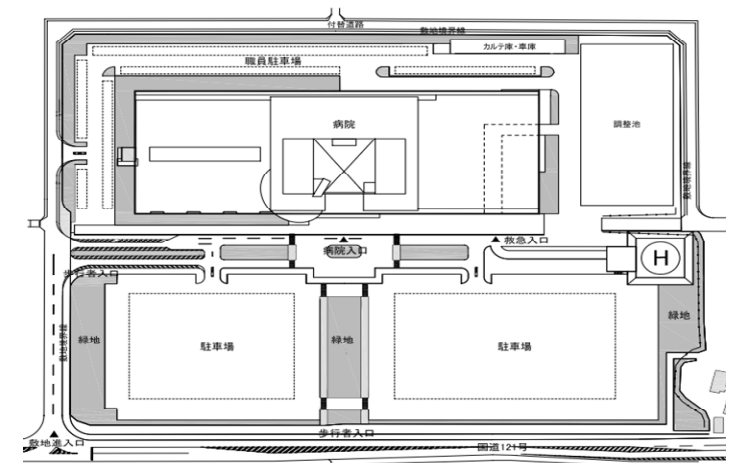 付替道路
敷地境界線
カルテ庫・車庫
職員駐車場
病院
調整池
敷地境界線
病院入口
救急入口
H
歩行者入口
敷地境界線
緑地
駐車場
緑地
駐車場
緑地
歩行者入口
敷地進入口
国道121号